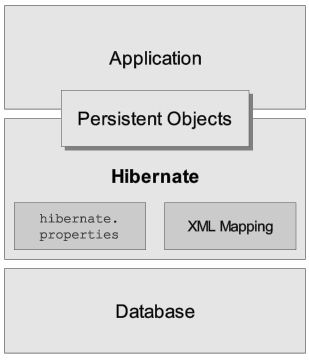 Application
Persistent Objects
Hibernate
hibernate.
properties
XML Mapping
Database